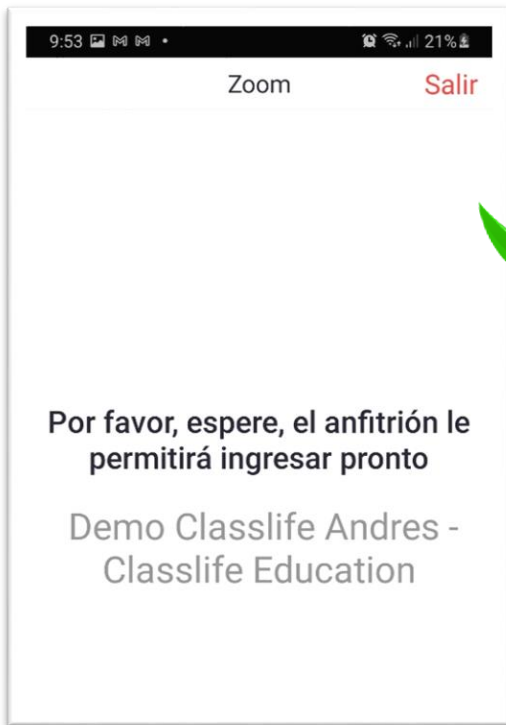 9:53 21%
Zoom Salir
Por favor, espere, el anfitrión le
permitirá ingresar pronto
Demo Classlife Andres -
Classlife Education